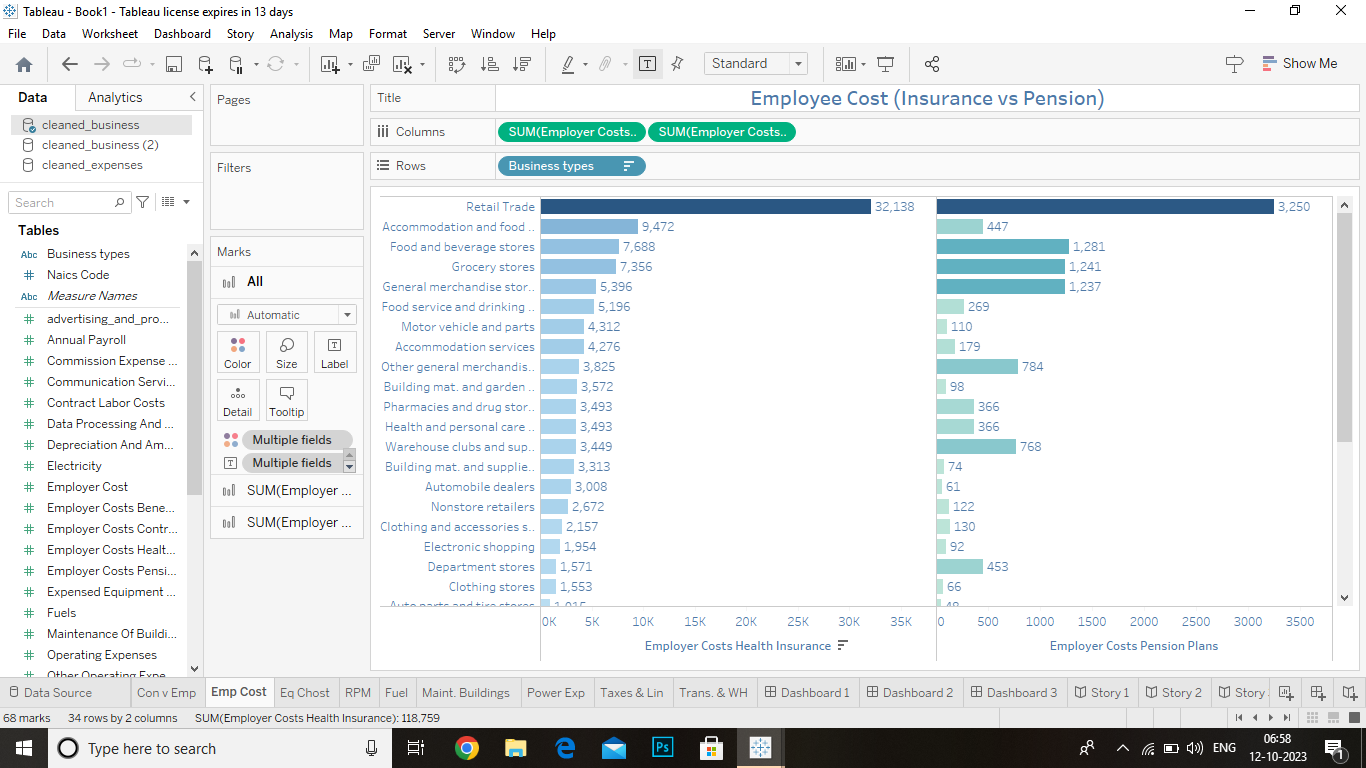 Tableau - Book1 - Tableau license expires in 13 days
File Data Worksheet Dashboard Story Analysis Map Format Server Window Help
Standard
Show Me
Data Analytics
cleaned_business
cleaned_business (2)
cleaned_expenses
Search
Tables
Abc Business types
# Naics Code
Abc Measure Names
# advertising_and_pro...
# Annual Payroll
# Commission Expense ...
# Communication Servi...
# Contract Labor Costs
# Data Processing And ...
# Depreciation And Am...
# Electricity
# Employer Cost
# Employer Costs Bene...
# Employer Costs Contr...
# Employer Costs Healt...
# Employer Costs Pensi...
# Expensed Equipment ...
# Fuels
# Maintenance Of Buildi...
# Operating Expenses
# Other Operating Expe...
Pages
Filters
Marks
All
Automatic
Color Size Label
Detail Tooltip
Multiple fields
T Multiple fields
SUM(Employer ...
SUM(Employer ...
Title Employee Cost (Insurance vs Pension)
Columns SUM(Employer Costs.. SUM(Employer Costs..
Rows Business types
Retail Trade 32,138 3,250
Accommodation and food .. 9,472 447
Food and beverage stores 7,688 1,281
Grocery stores 7,356 1,241
General merchandise stor.. 5,396 1,237
Food service and drinking .. 5,196 269
Motor vehicle and parts 4,312 110
Accommodation services 4,276 179
Other general merchandis.. 3,825 784
Building mat. and garden .. 3,572 98
Pharmacies and drug stor.. 3,493 366
Health and personal care .. 3,493 366
Warehouse clubs and sup.. 3,449 768
Building mat. and supplie.. 3,313 74
Automobile dealers 3,008 61
Nonstore retailers 2,672 122
Clothing and accessories s.. 2,157 130
Electronic shopping 1,954 92
Department stores 1,571 453
Clothing stores 1,553 66
Auto parts and tire stores 1,015 48
0K 5K 10K 15K 20K 25K 30K 35K 0 500 1000 1500 2000 2500 3000 3500
Employer Costs Health Insurance Employer Costs Pension Plans
Data Source Con v Emp Emp Cost Eq Chost RPM Fuel Maint. Buildings Power Exp Taxes & Lin Trans. & WH Dashboard 1 Dashboard 2 Dashboard 3 Story 1 Story 2 Story
68 marks 34 rows by 2 columns SUM(Employer Costs Health Insurance): 118,759
Type here to search
Ps
ENG
06:58
12-10-2023
1